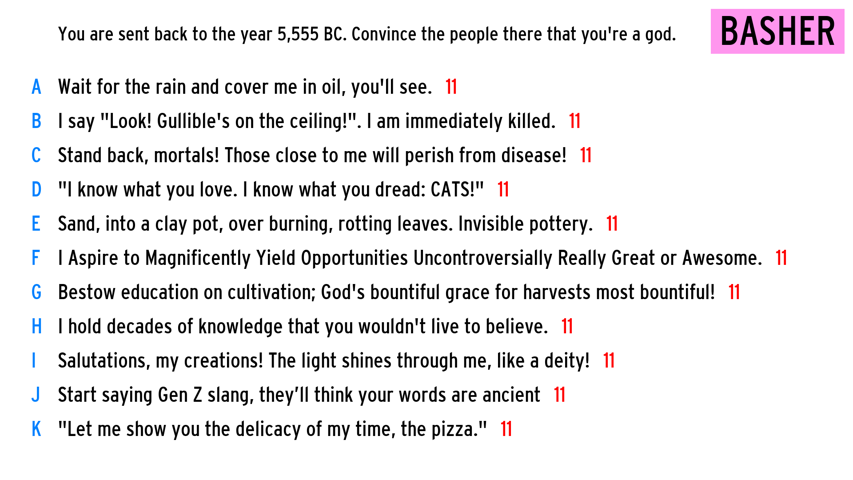 You are sent back to the year 5,555 BC. Convince the people there that you're a god.
BASHER
A Wait for the rain and cover me in oil, you'll see. 11
B I say "Look! Gullible's on the ceiling!". I am immediately killed. 11
C Stand back, mortals! Those close to me will perish from disease! 11
D "I know what you love. I know what you dread: CATS!" 11
E Sand, into a clay pot, over burning, rotting leaves. Invisible pottery. 11
F I Aspire to Magnificently Yield Opportunities Uncontroversially Really Great or Awesome. 11
G Bestow education on cultivation; God's bountiful grace for harvests most bountiful! 11
H I hold decades of knowledge that you wouldn't live to believe. 11
I Salutations, my creations! The light shines through me, like a deity! 11
J Start saying Gen Z slang, they’ll think your words are ancient 11
K "Let me show you the delicacy of my time, the pizza." 11